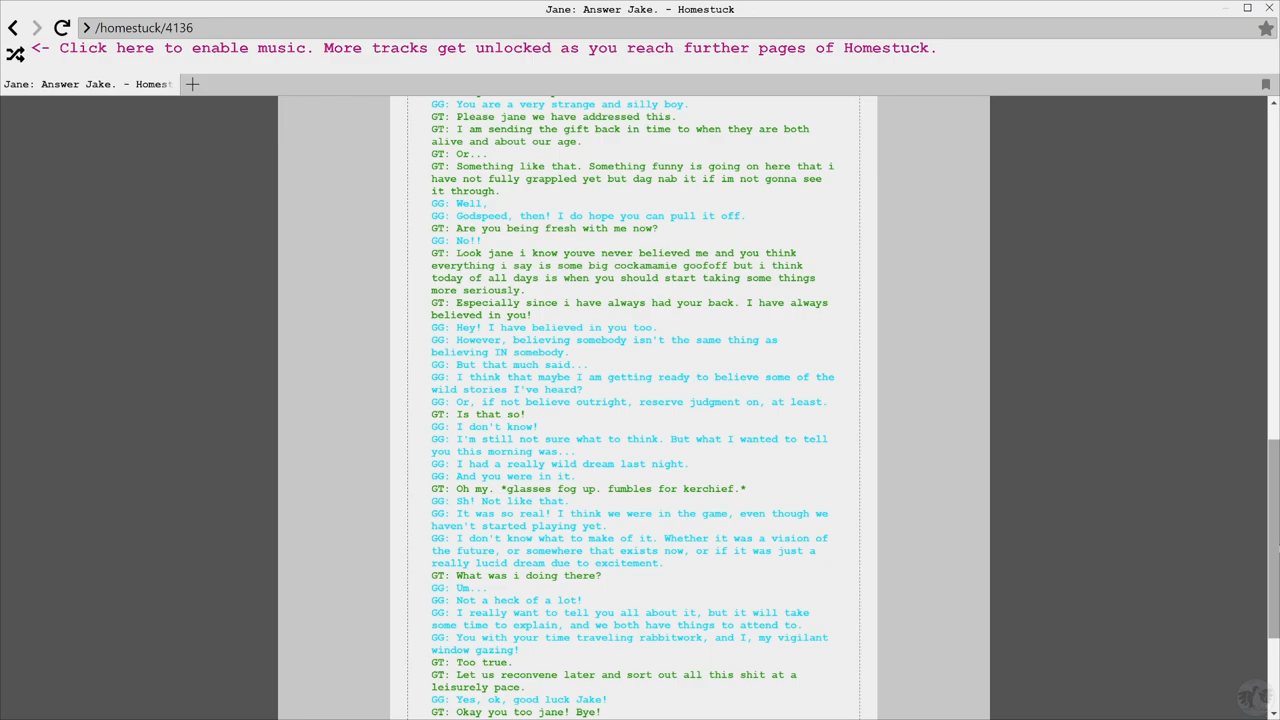 Jane: Answer Jake. - Homestuck
/homestuck/4136
<- Click here to enable music. More tracks get unlocked as you reach further pages of Homestuck.
Jane: Answer Jake. - Homest
GG: You are a very strange and silly boy.
GT: Please jane we have addressed this.
GT: I am sending the gift back in time to when they are both
alive and about our age.
GT: Or...
GT: Something like that. Something funny is going on here that i
have not fully grappled yet but dag nab it if im not gonna see
it through.
GG: Well,
GG: Godspeed, then! I do hope you can pull it off.
GT: Are you being fresh with me now?
GG: No!!
GT: Look jane i know youve never believed me and you think
everything i say is some big cockamamie goofoff but i think
today of all days is when you should start taking some things
more seriously.
GT: Especially since i have always had your back. I have always
believed in you!
GG: Hey! I have believed in you too.
GG: However, believing somebody isn't the same thing as
believing IN somebody.
GG: But that much said...
GG: I think that maybe I am getting ready to believe some of the
wild stories I've heard?
GG: Or, if not believe outright, reserve judgment on, at least.
GT: Is that so!
GG: I don't know!
GG: I'm still not sure what to think. But what I wanted to tell
you this morning was...
GG: I had a really wild dream last night.
GG: And you were in it.
GT: Oh my. *glasses fog up. fumbles for kerchief.*
GG: Sh! Not like that.
GG: It was so real! I think we were in the game, even though we
haven't started playing yet.
GG: I don't know what to make of it. Whether it was a vision of
the future, or somewhere that exists now, or if it was just a
really lucid dream due to excitement.
GT: What was i doing there?
GG: Um...
GG: Not a heck of a lot!
GG: I really want to tell you all about it, but it will take
some time to explain, and we both have things to attend to.
GG: You with your time traveling rabbitwork, and I, my vigilant
window gazing!
GT: Too true.
GT: Let us reconvene later and sort out all this shit at a
leisurely pace.
GG: Yes, ok, good luck Jake!
GT: Okay you too jane! Bye!